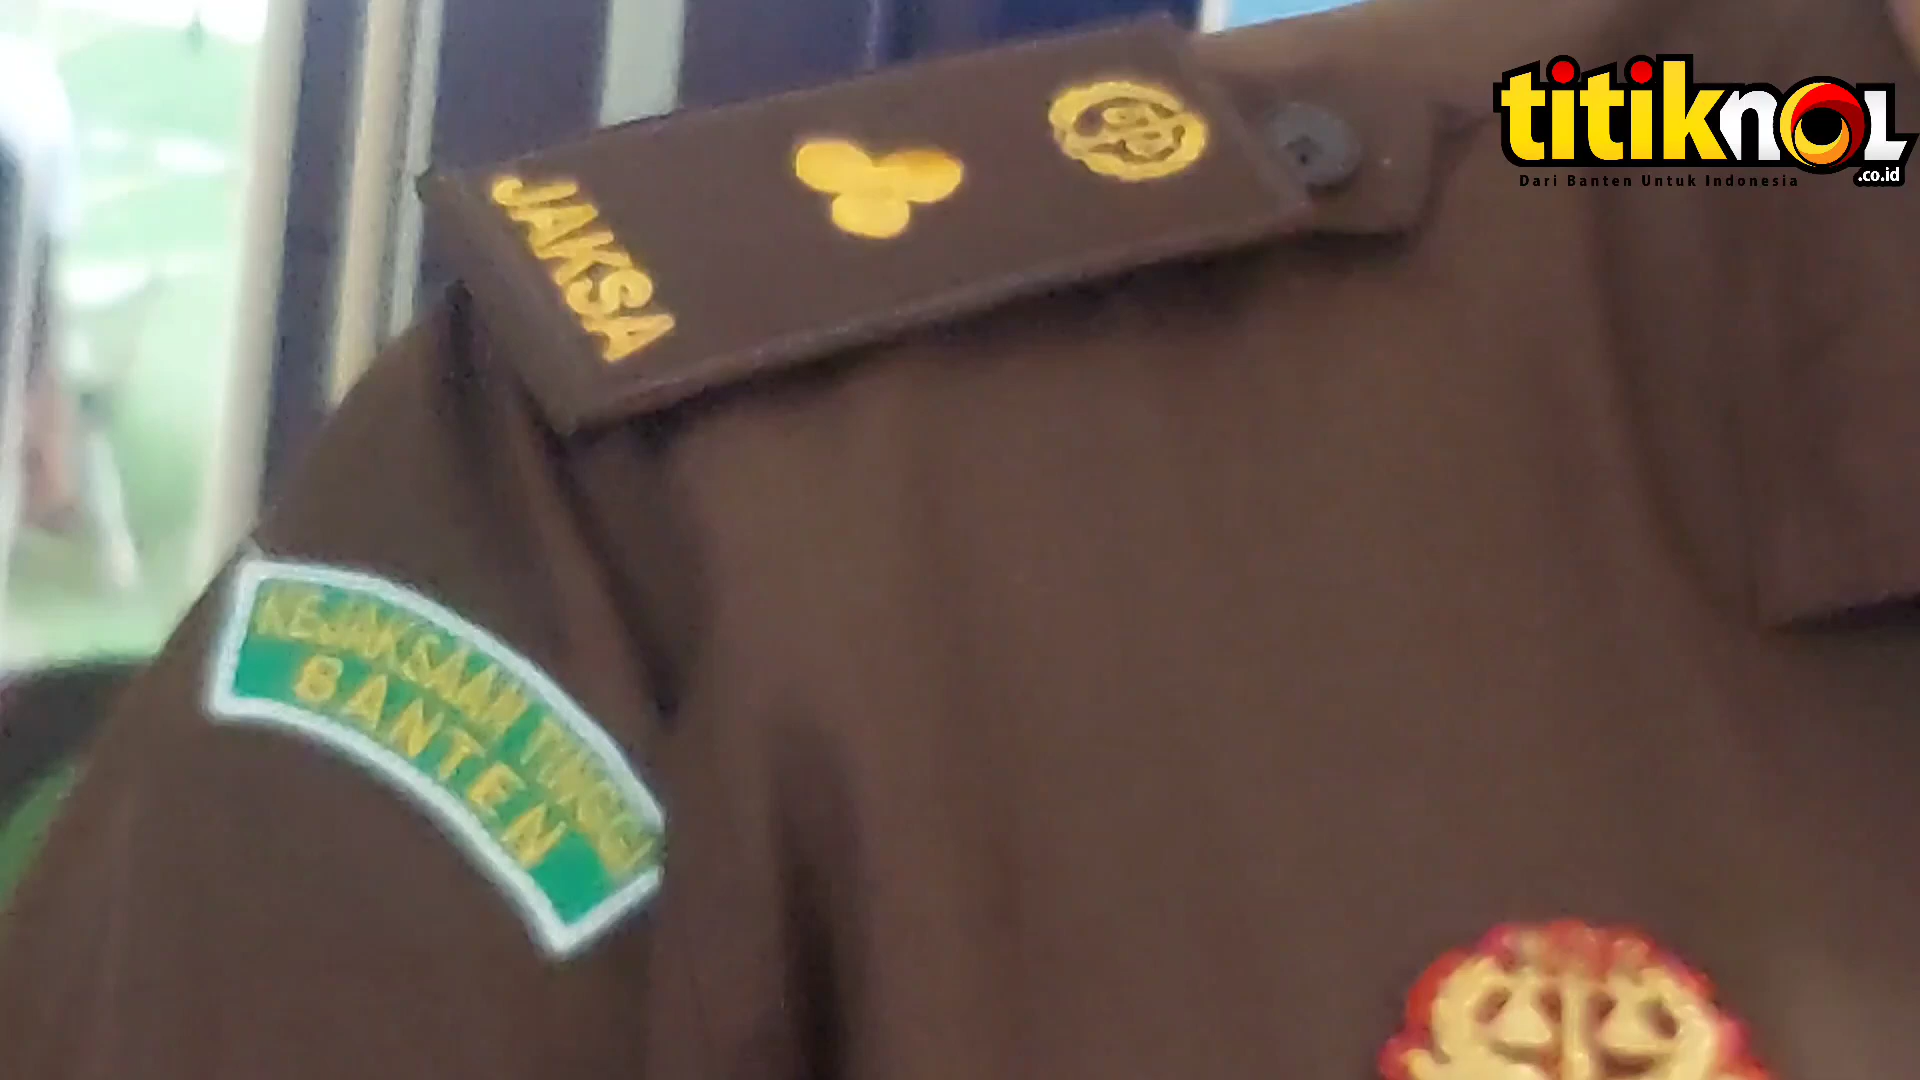 titiknOL
.co.id
Dari Banten Untuk Indonesia
JAKSA
KEJAKSAAN TINGGI
BANTEN